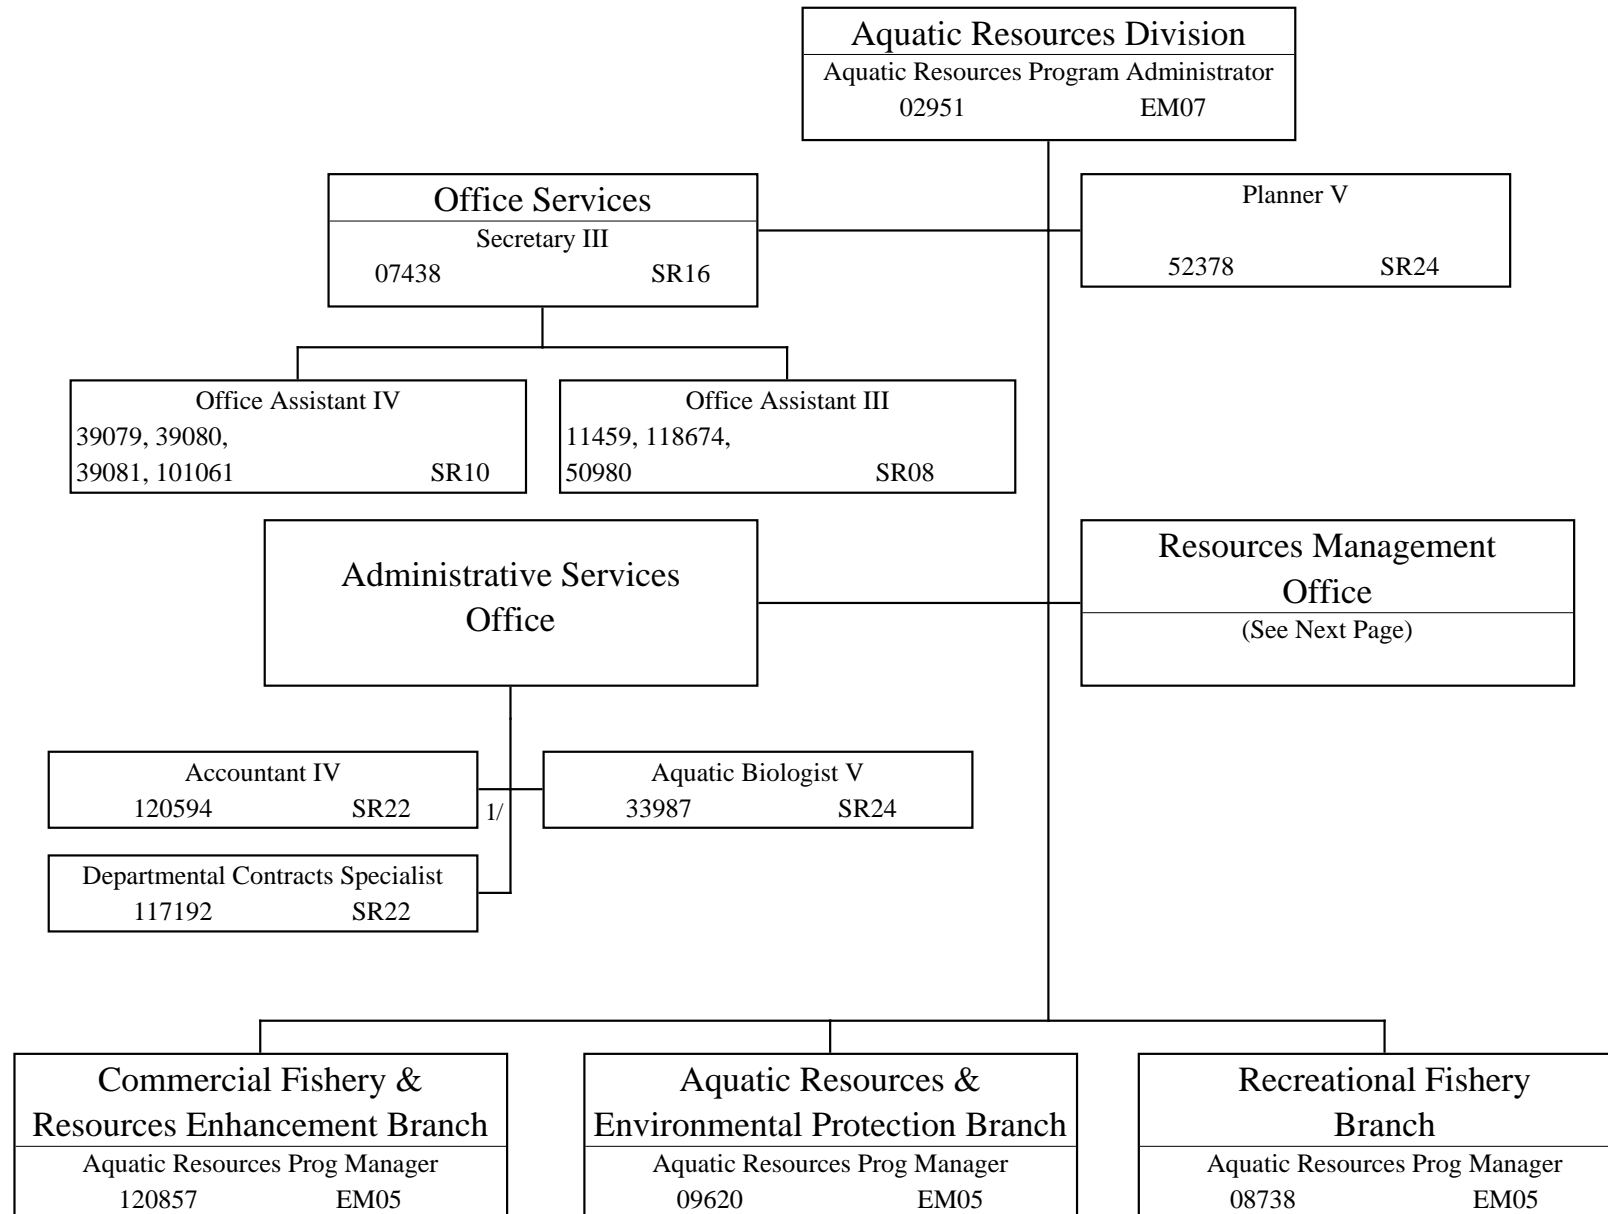 Aquatic Resources Division
Aquatic Resources Program Administrator
02951 EM07
Office Services
Secretary III
07438 SR16
Planner V
52378 SR24
Office Assistant IV
39079, 39080,
39081, 101061 SR10
Office Assistant III
11459, 118674,
50980 SR08
Administrative Services
Office
Resources Management
Office
(See Next Page)
Accountant IV
120594 SR22
1/
Aquatic Biologist V
33987 SR24
Departmental Contracts Specialist
117192 SR22
Commercial Fishery &
Resources Enhancement Branch
Aquatic Resources Prog Manager
120857 EM05
Aquatic Resources &
Environmental Protection Branch
Aquatic Resources Prog Manager
09620 EM05
Recreational Fishery
Branch
Aquatic Resources Prog Manager
08738 EM05